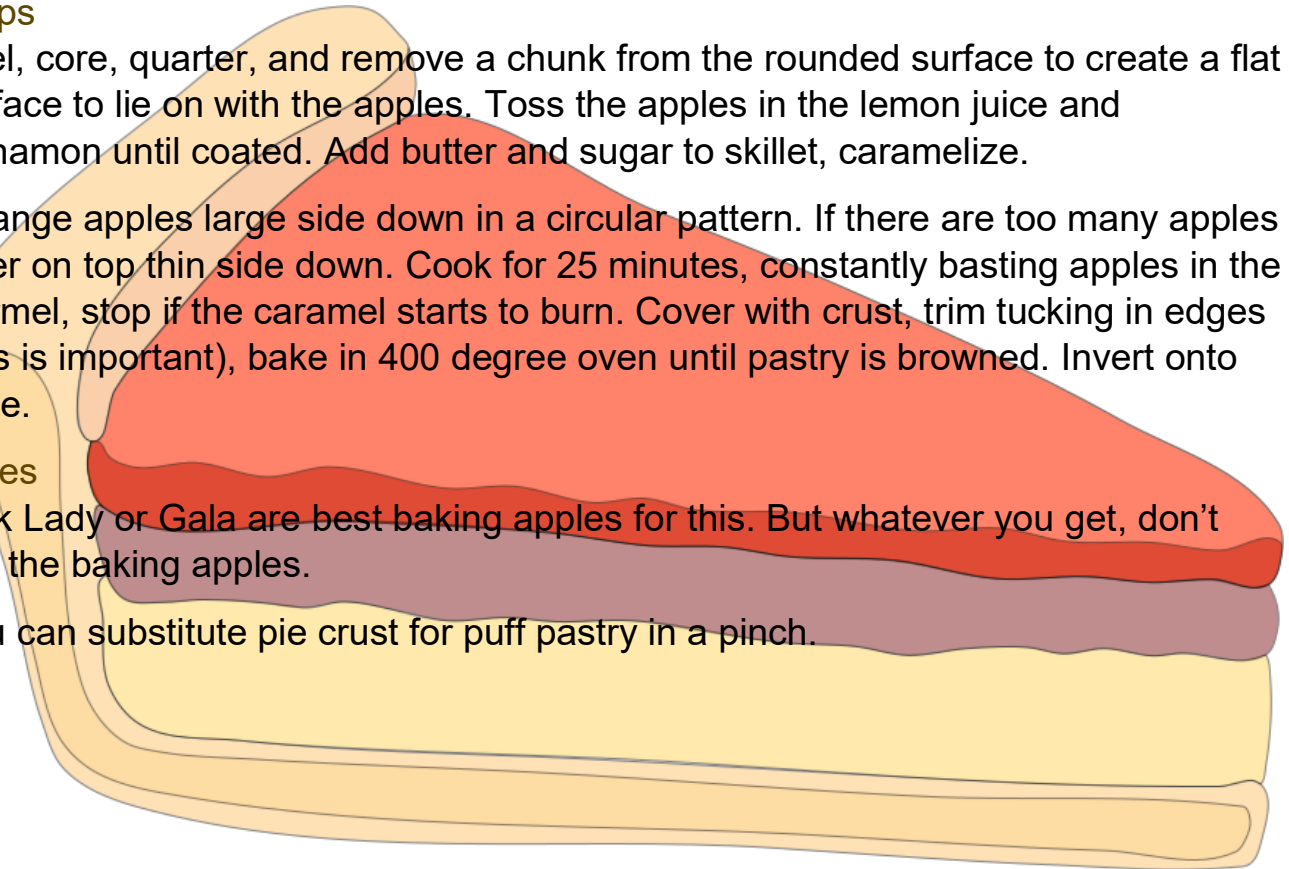 ps
el, core, quarter, and remove a chunk from the rounded surface to create a flat
face to lie on with the apples. Toss the apples in the lemon juice and
namon until coated. Add butter and sugar to skillet, caramelize.
ange apples large side down in a circular pattern. If there are too many apples
er on top thin side down. Cook for 25 minutes, constantly basting apples in the
mel, stop if the caramel starts to burn. Cover with crust, trim tucking in edges
s is important), bake in 400 degree oven until pastry is browned. Invert onto
e.
es
k Lady or Gala are best baking apples for this. But whatever you get, don’t
the baking apples.
u can substitute pie crust for puff pastry in a pinch.